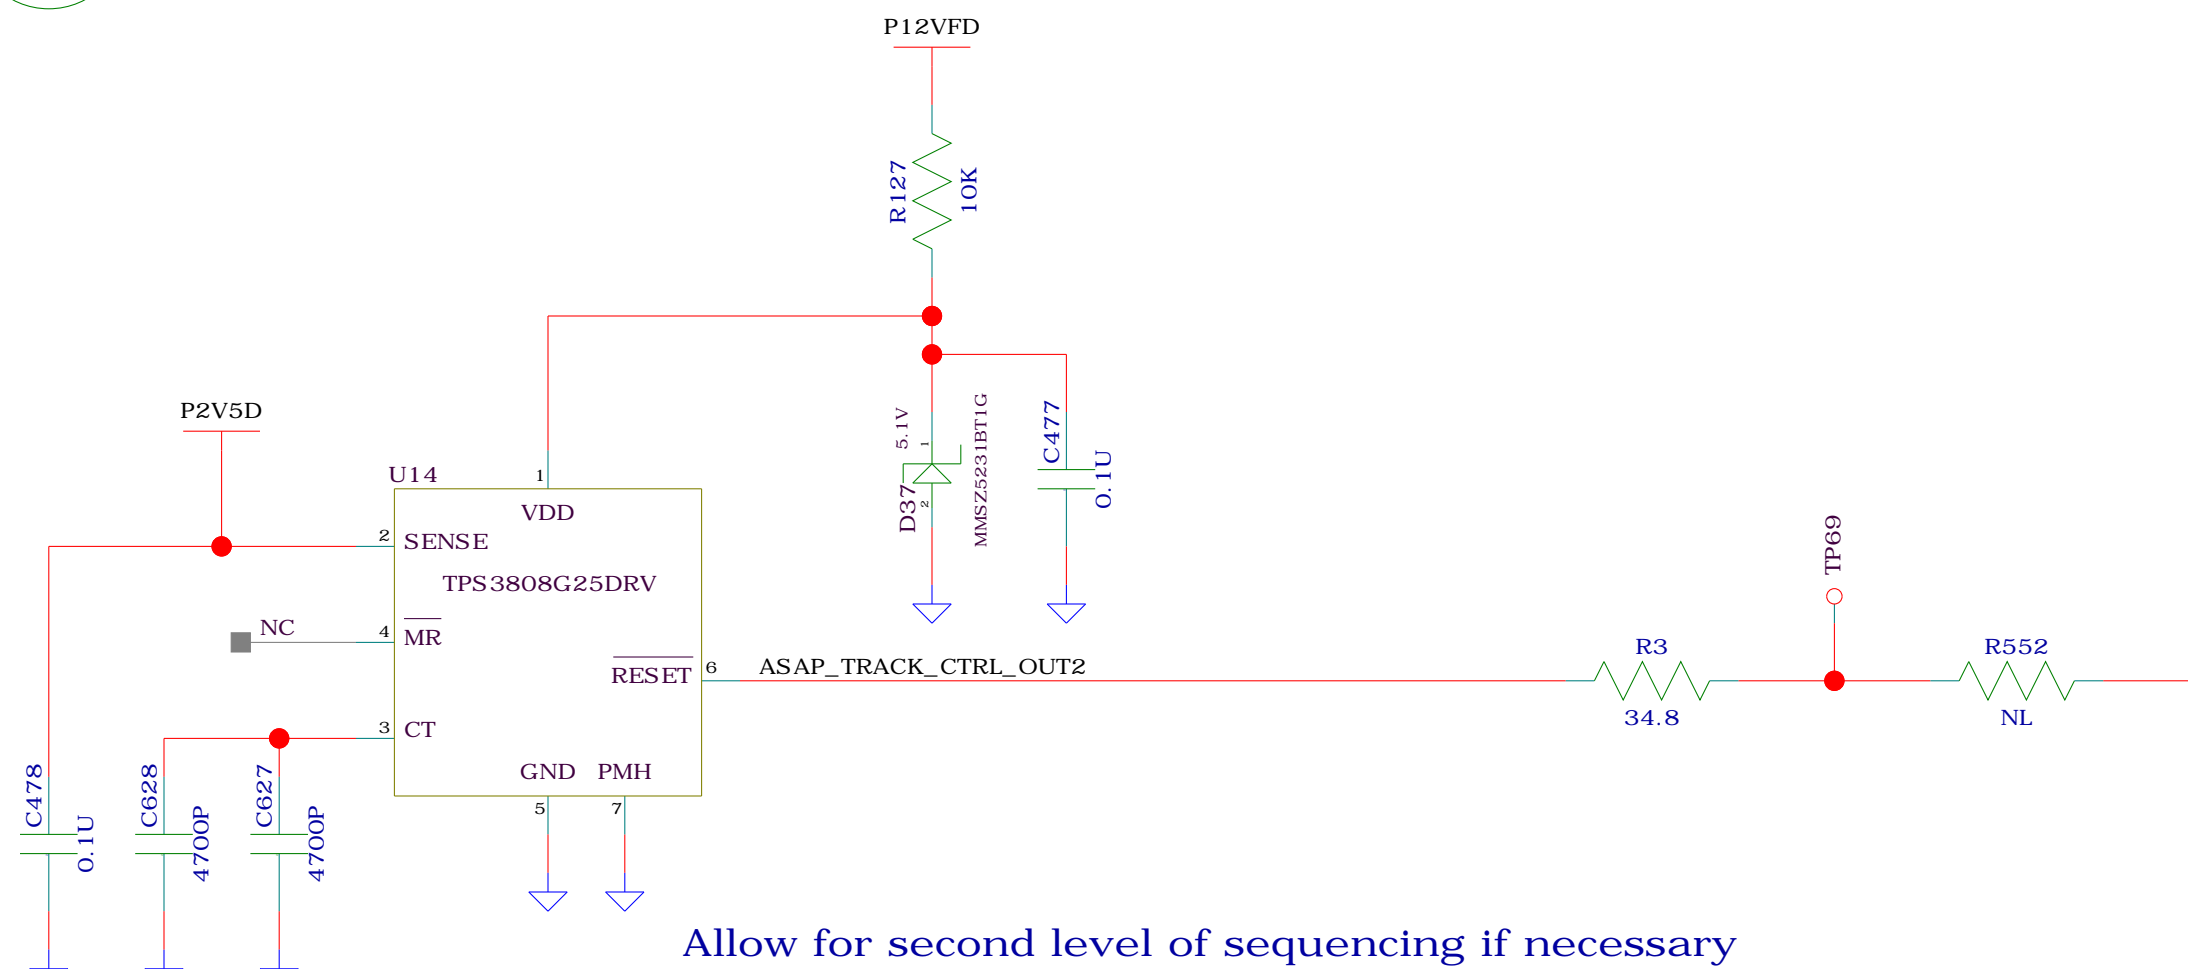 P12VFD
R127
10K
P2V5D
5.1V
1
D37
2
MMSZ5231BT1G
C477
0.1U
U14
1
VDD
2
SENSE
TPS3808G25DRV
NC
4
MR
RESET
6
ASAP_TRACK_CTRL_OUT2
3
CT
GND
PMH
5
7
C478
0.1U
C628
4700P
C627
4700P
TP69
R3
34.8
R552
NL
Allow for second level of sequencing if necessary